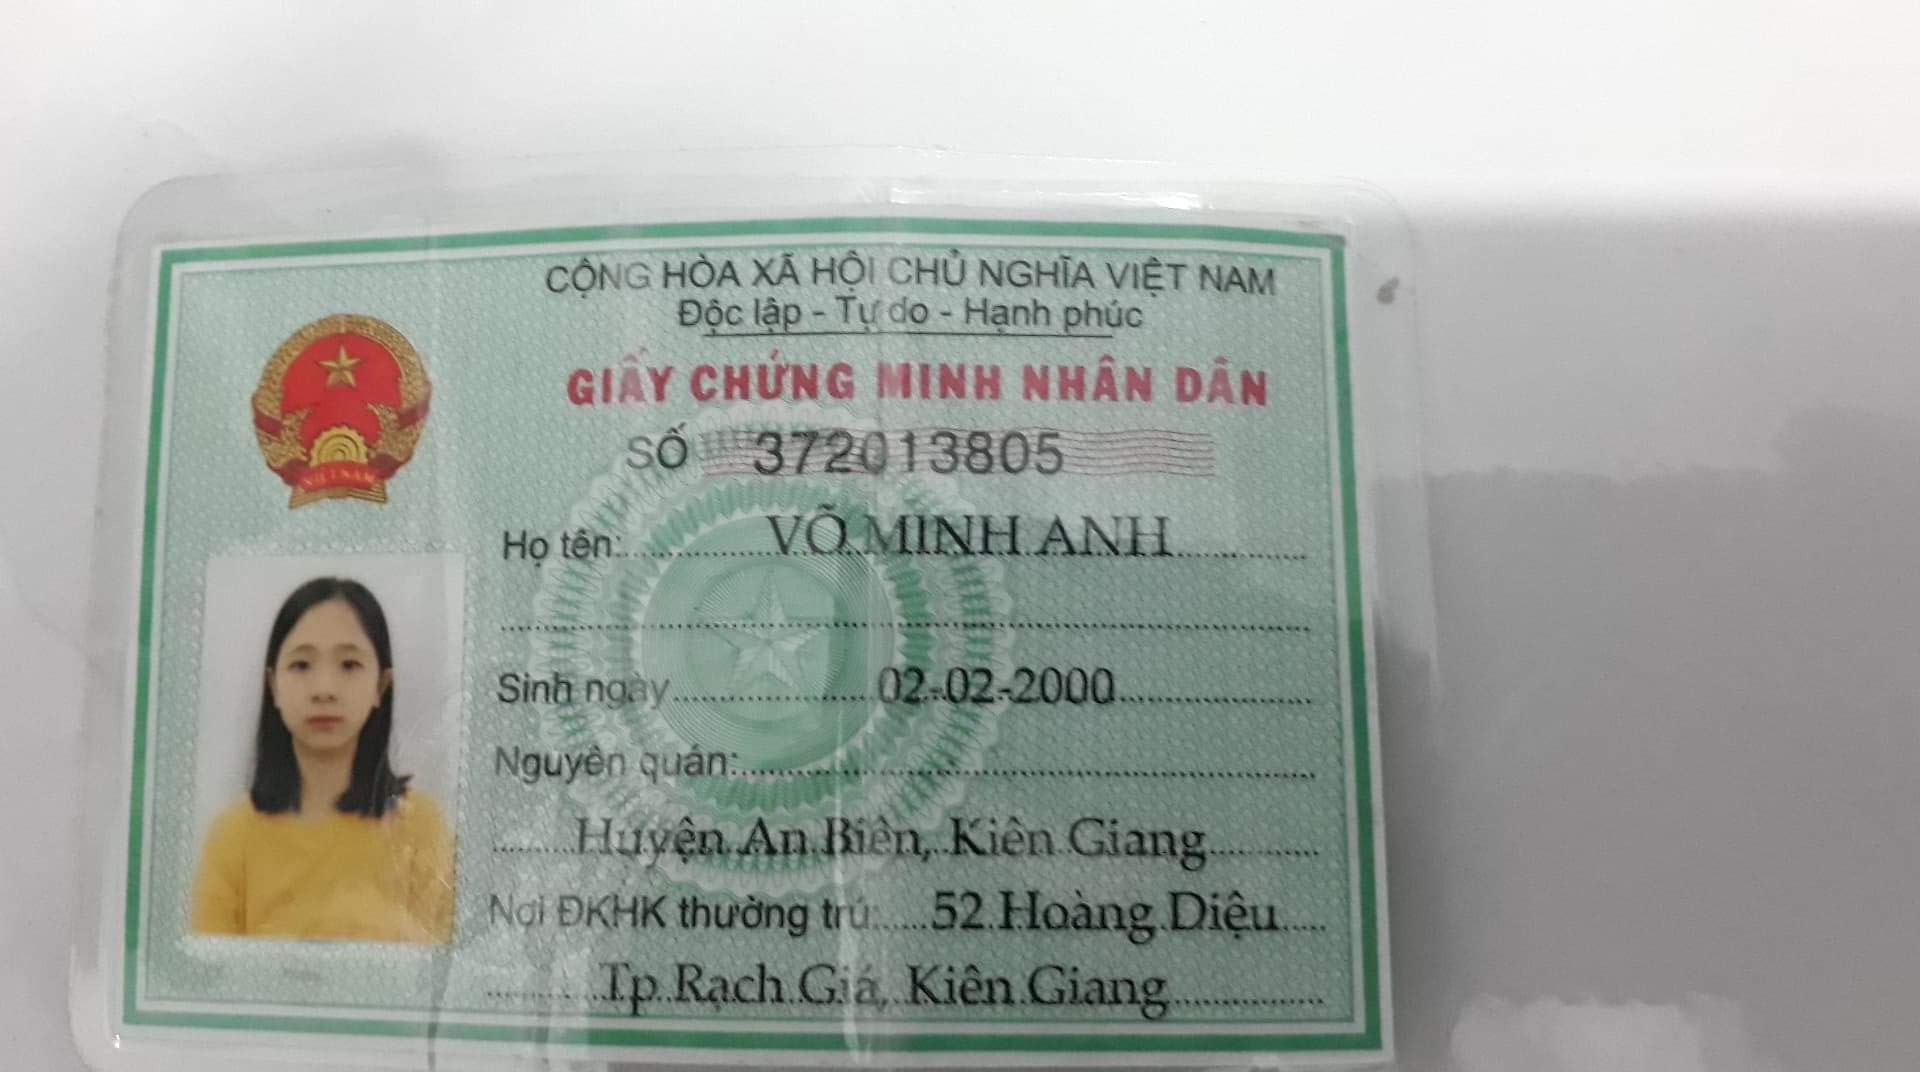 CỘNG HÒA XÃ HỘI CHỦ NGHĨA VIỆT NAM
Độc lập - Tự do - Hạnh phúc
GIẤY CHỨNG MINH NHÂN DÂN
SỐ 372013805
VIỆT NAM
Họ tên: VÕ MINH ANH
Sinh ngày 02-02-2000
Nguyên quán:
Huyện An Biên, Kiên Giang
Nơi ĐKHK thường trú: 52 Hoàng Diệu
Tp Rạch Giá, Kiên Giang